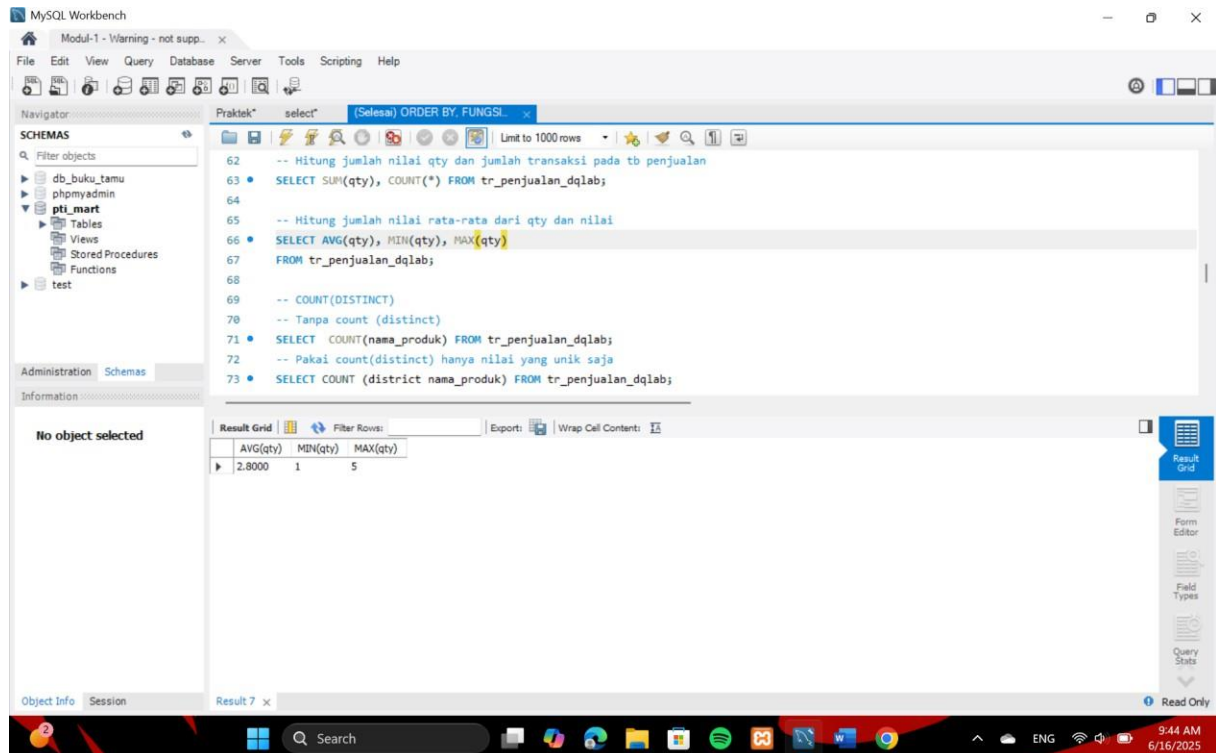 MySQL Workbench
Modul-1 - Warning - not supp..
File Edit View Query Database Server Tools Scripting Help
Navigator
SCHEMAS
Filter objects
db_buku_tamu
phpmyadmin
pti_mart
Tables
Views
Stored Procedures
Functions
test
Administration Schemas
Information
No object selected
Object Info Session
Praktek* select* (Selesai) ORDER BY, FUNGSI..
Limit to 1000 rows
62 -- Hitung jumlah nilai qty dan jumlah transaksi pada tb penjualan
63 SELECT SUM(qty), COUNT(*) FROM tr_penjualan_dqlab;
64
65 -- Hitung jumlah nilai rata-rata dari qty dan nilai
66 SELECT AVG(qty), MIN(qty), MAX(qty)
67 FROM tr_penjualan_dqlab;
68
69 -- COUNT(DISTINCT)
70 -- Tanpa count (distinct)
71 SELECT COUNT(nama_produk) FROM tr_penjualan_dqlab;
72 -- Pakai count(distinct) hanya nilai yang unik saja
73 SELECT COUNT (district nama_produk) FROM tr_penjualan_dqlab;
Result Grid Filter Rows: Export: Wrap Cell Content:
AVG(qty) MIN(qty) MAX(qty)
2.8000 1 5
Result
Grid
Form
Editor
Field
Types
Query
Stats
Result 7
Read Only
2
Search
ENG
9:44 AM
6/16/2025